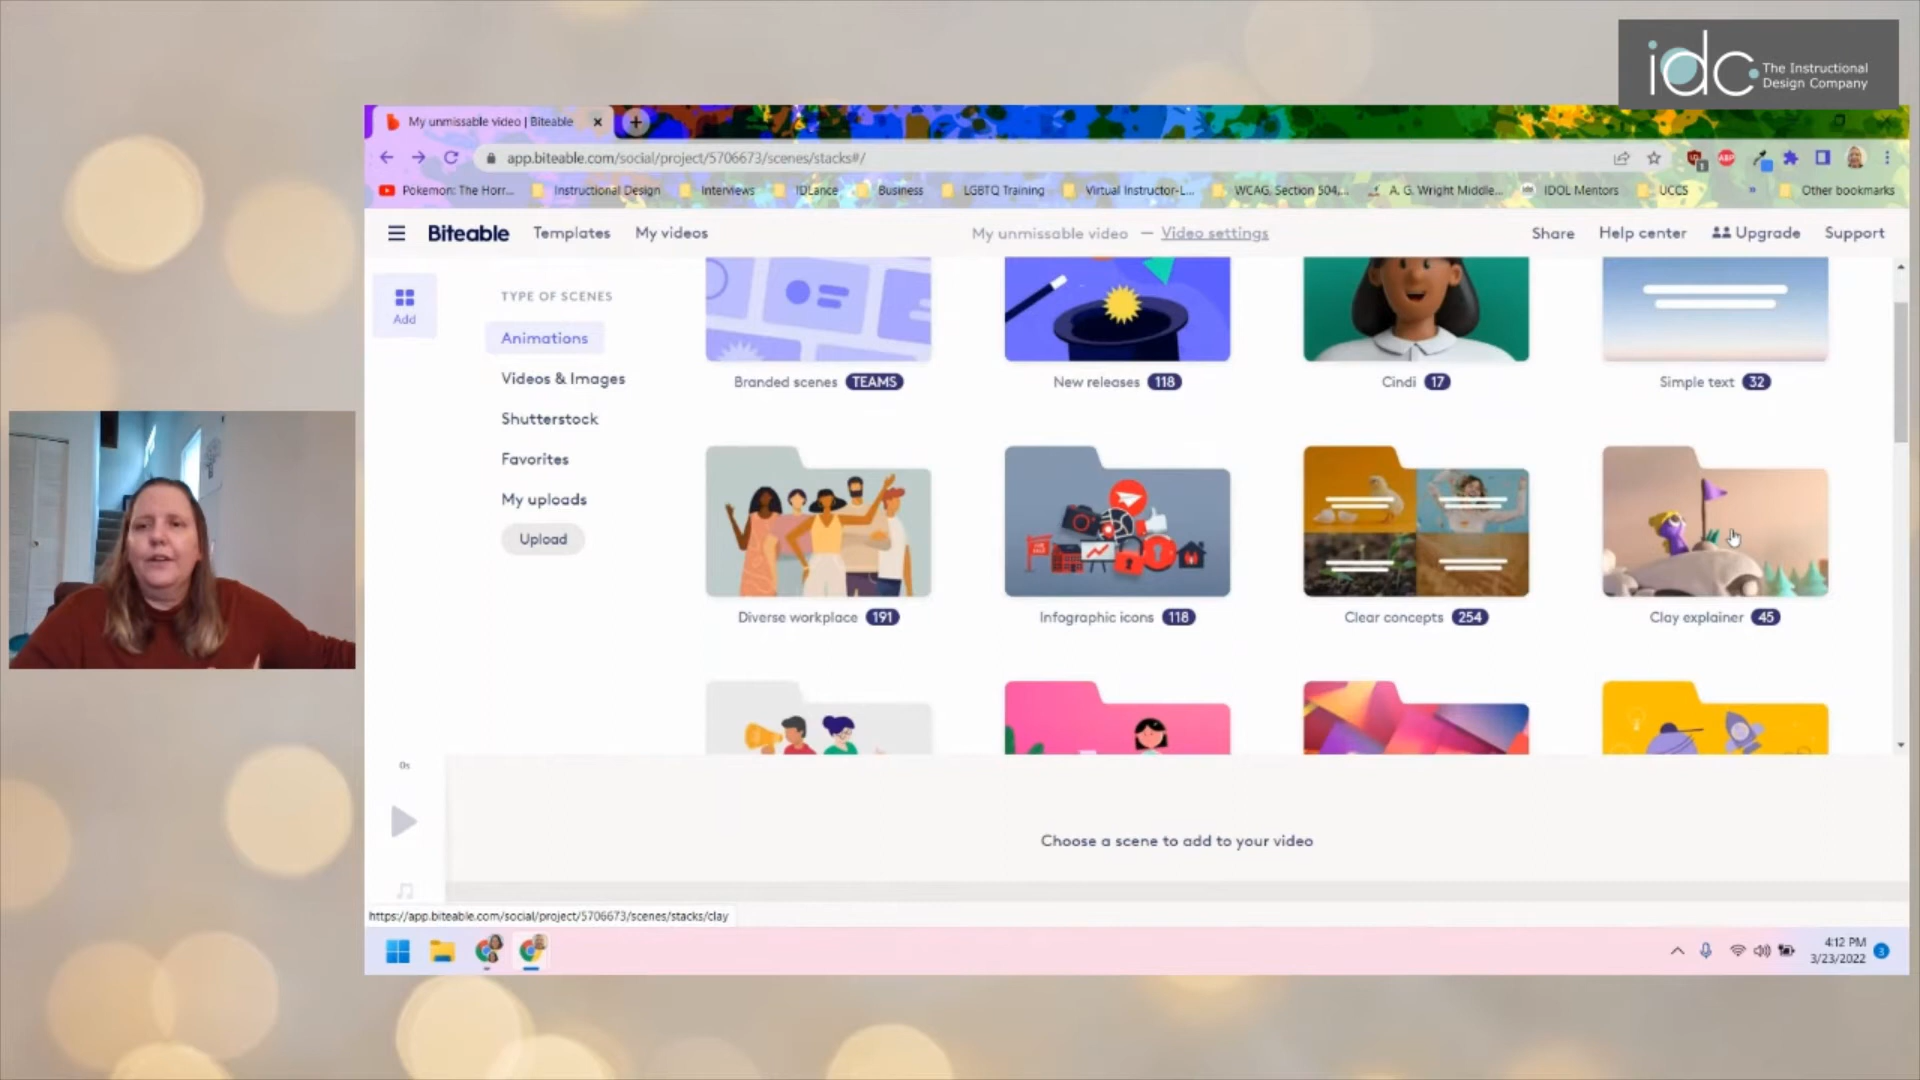 idc. The Instructional
Design Company
My unmissable video | Biteable
app.biteable.com/social/project/5706673/scenes/stacks#/
Pokemon: The Horr... Instructional Design Interviews IDLance Business LGBTQ Training Virtual Instructor-L... WCAG, Section 504,... A. G. Wright Middle... IDOL Mentors UCCS » Other bookmarks
Biteable Templates My videos My unmissable video — Video settings Share Help center Upgrade Support
Add
TYPE OF SCENES
Animations
Videos & Images
Shutterstock
Favorites
My uploads
Upload
Branded scenes TEAMS New releases 118 Cindi 17 Simple text 32
Diverse workplace 191 Infographic icons 118 Clear concepts 254 Clay explainer 45
0s
Choose a scene to add to your video
https://app.biteable.com/social/project/5706673/scenes/stacks/clay
4:12 PM
3/23/2022 3